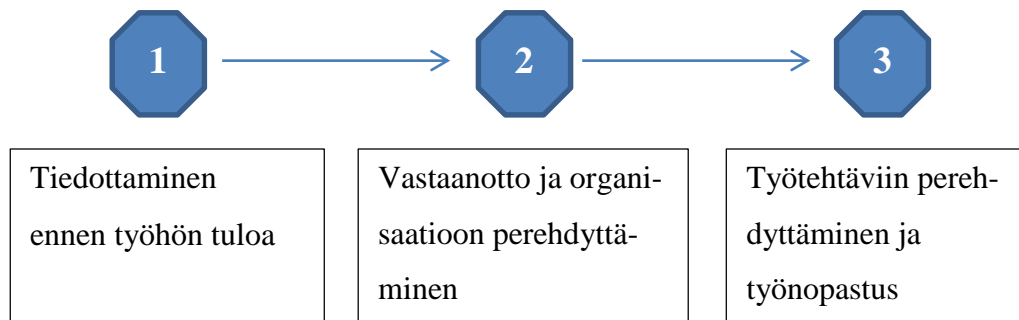 1
2
3
Tiedottaminen
ennen työhön tuloa
Vastaanotto ja organi-
saatioon perehdyttä-
minen
Työtehtäviin pereh-
dyttäminen ja
työnopastus